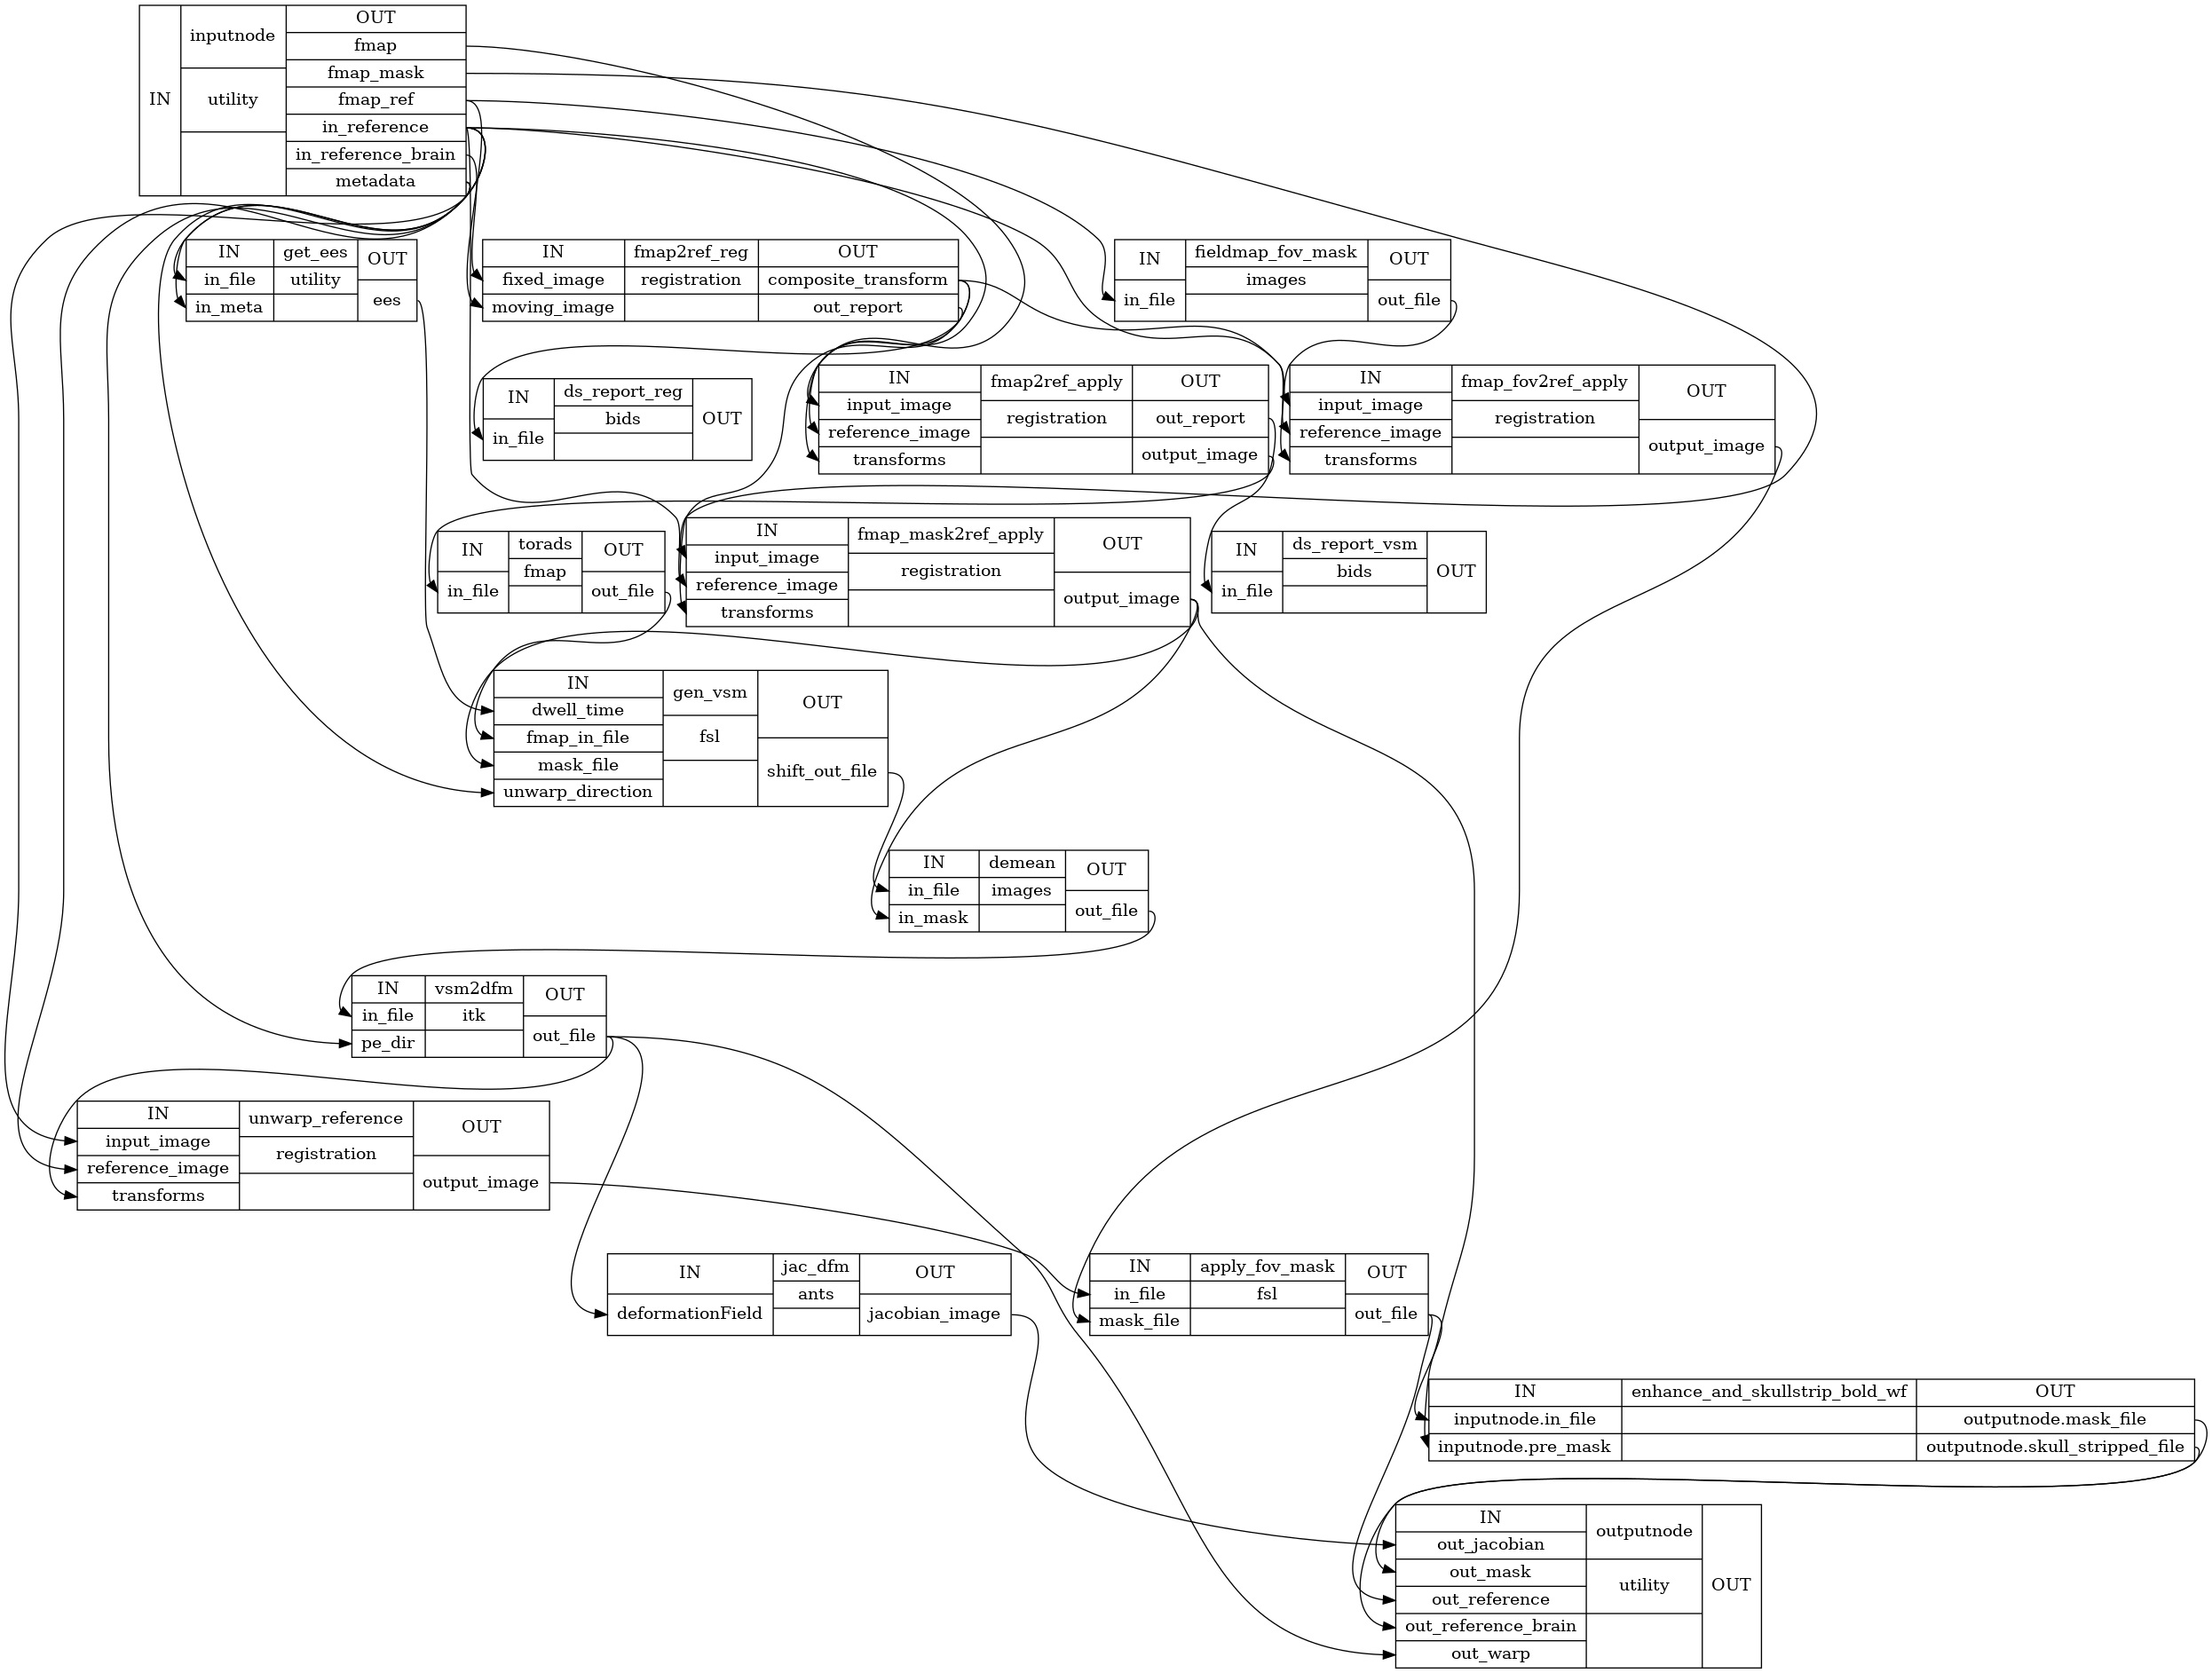 IN
inputnode
utility
OUT
fmap
fmap_mask
fmap_ref
in_reference
in_reference_brain
metadata
IN
in_file
in_meta
get_ees
utility
OUT
ees
IN
fixed_image
moving_image
fmap2ref_reg
registration
OUT
composite_transform
out_report
IN
in_file
fieldmap_fov_mask
images
OUT
out_file
IN
in_file
ds_report_reg
bids
OUT
IN
input_image
reference_image
transforms
fmap2ref_apply
registration
OUT
out_report
output_image
IN
input_image
reference_image
transforms
fmap_fov2ref_apply
registration
OUT
output_image
IN
in_file
torads
fmap
OUT
out_file
IN
input_image
reference_image
transforms
fmap_mask2ref_apply
registration
OUT
output_image
IN
in_file
ds_report_vsm
bids
OUT
IN
dwell_time
fmap_in_file
mask_file
unwarp_direction
gen_vsm
fsl
OUT
shift_out_file
IN
in_file
in_mask
demean
images
OUT
out_file
IN
in_file
pe_dir
vsm2dfm
itk
OUT
out_file
IN
input_image
reference_image
transforms
unwarp_reference
registration
OUT
output_image
IN
deformationField
jac_dfm
ants
OUT
jacobian_image
IN
in_file
mask_file
apply_fov_mask
fsl
OUT
out_file
IN
inputnode.in_file
inputnode.pre_mask
enhance_and_skullstrip_bold_wf
OUT
outputnode.mask_file
outputnode.skull_stripped_file
IN
out_jacobian
out_mask
out_reference
out_reference_brain
out_warp
outputnode
utility
OUT